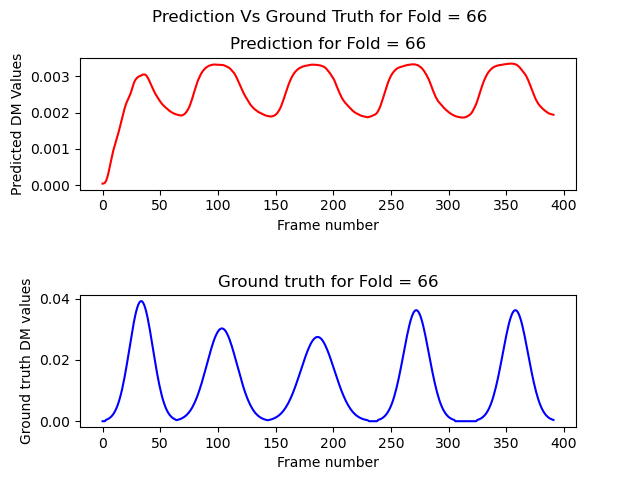 Prediction Vs Ground Truth for Fold = 66
Prediction for Fold = 66
Predicted DM Values
0.003
0.002
0.001
0.000
0 50 100 150 200 250 300 350 400
Frame number
Ground truth for Fold = 66
Ground truth DM values
0.04
0.02
0.00
0 50 100 150 200 250 300 350 400
Frame number